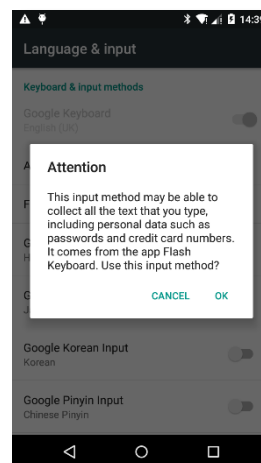 14:39
Language & input
Keyboard & input methods
Google Keyboard
English (UK)
A
Attention
This input method may be able to
collect all the text that you type,
including personal data such as
passwords and credit card numbers.
It comes from the app Flash
Keyboard. Use this input method?
F
G
H
G
J
CANCEL OK
Google Korean Input
Korean
Google Pinyin Input
Chinese Pinyin